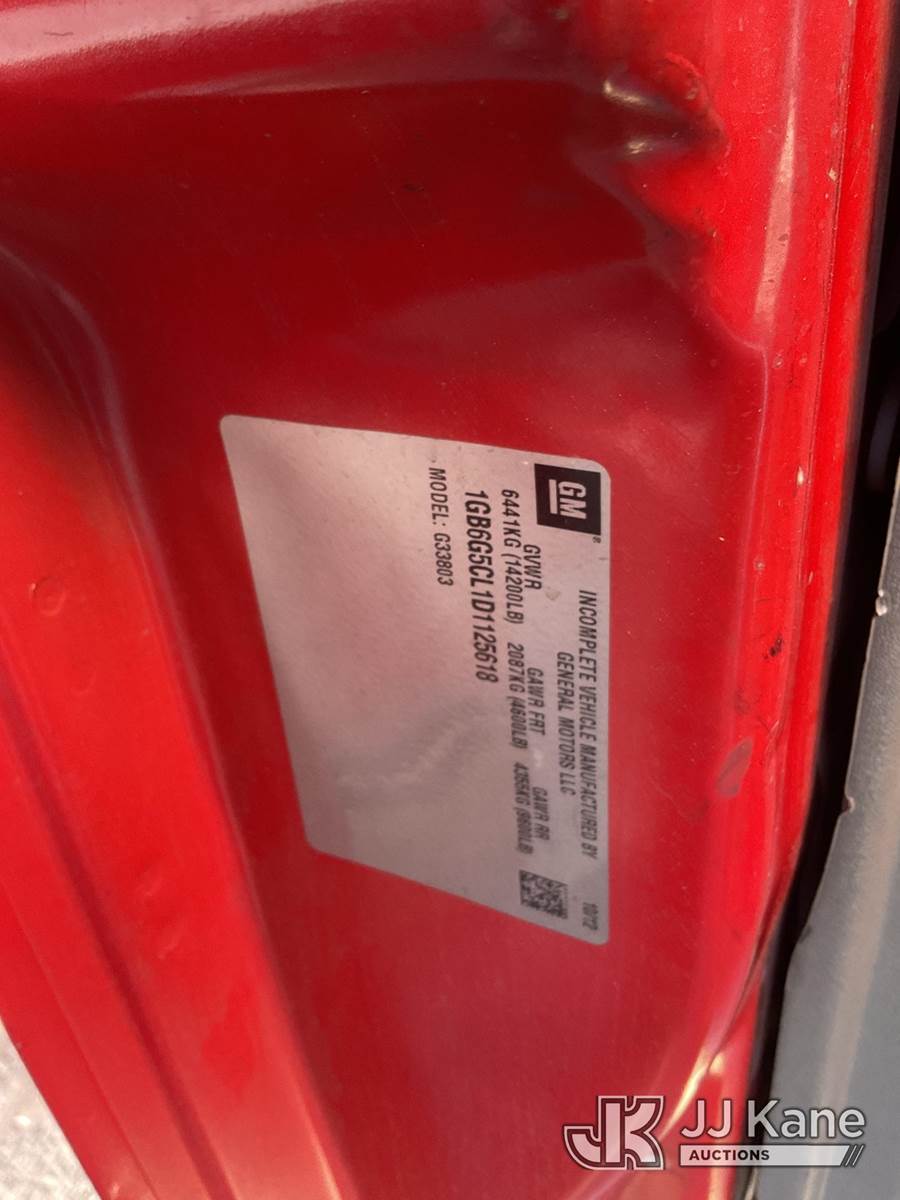 GM®
INCOMPLETE VEHICLE MANUFACTURED BY
GENERAL MOTORS LLC
10/12
GVWR GAWR FRT GAWR RR
6441KG (14200LB) 2087KG (4600LB) 4355KG (9600LB)
1GB6G5CL1D1125618
MODEL: G33803
JK JJ Kane
AUCTIONS